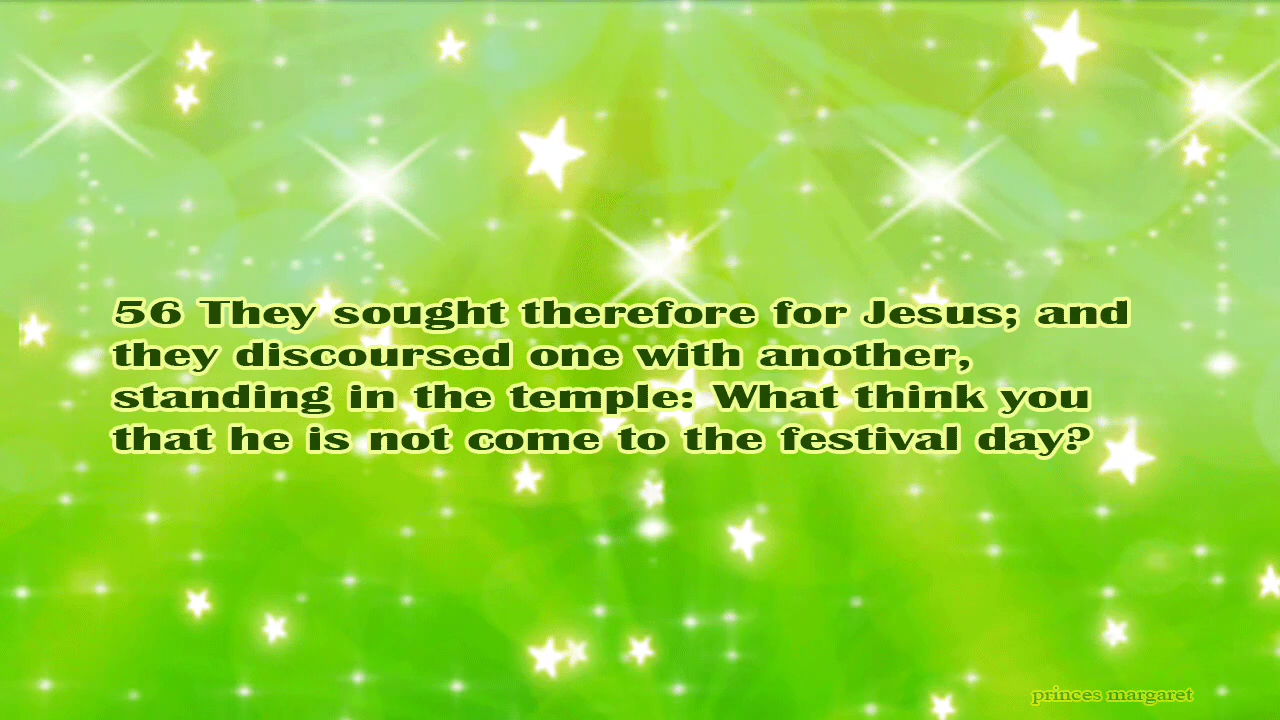 56 They sought therefore for Jesus; and
they discoursed one with another,
standing in the temple: What think you
that he is not come to the festival day?
princes margaret